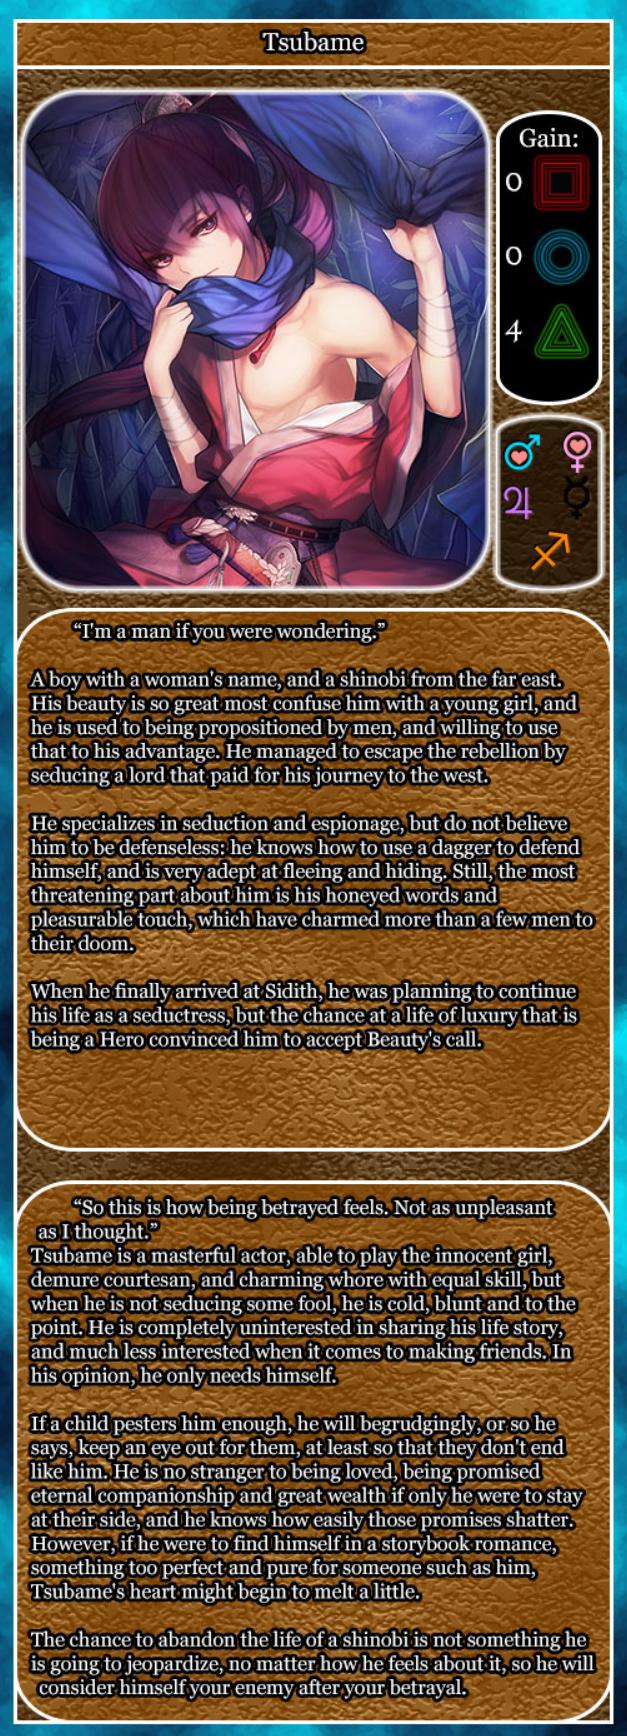 Tsubame
Gain:
0
0
4
“I'm a man if you were wondering.”
A boy with a woman's name, and a shinobi from the far east.
His beauty is so great most confuse him with a young girl, and
he is used to being propositioned by men, and willing to use
that to his advantage. He managed to escape the rebellion by
seducing a lord that paid for his journey to the west.
He specializes in seduction and espionage, but do not believe
him to be defenseless: he knows how to use a dagger to defend
himself, and is very adept at fleeing and hiding. Still, the most
threatening part about him is his honeyed words and
pleasurable touch, which have charmed more than a few men to
their doom.
When he finally arrived at Sidith, he was planning to continue
his life as a seductress, but the chance at a life of luxury that is
being a Hero convinced him to accept Beauty's call.
“So this is how being betrayed feels. Not as unpleasant
as I thought.”
Tsubame is a masterful actor, able to play the innocent girl,
demure courtesan, and charming whore with equal skill, but
when he is not seducing some fool, he is cold, blunt and to the
point. He is completely uninterested in sharing his life story,
and much less interested when it comes to making friends. In
his opinion, he only needs himself.
If a child pesters him enough, he will begrudgingly, or so he
says, keep an eye out for them, at least so that they don't end
like him. He is no stranger to being loved, being promised
eternal companionship and great wealth if only he were to stay
at their side, and he knows how easily those promises shatter.
However, if he were to find himself in a storybook romance,
something too perfect and pure for someone such as him,
Tsubame's heart might begin to melt a little.
The chance to abandon the life of a shinobi is not something he
is going to jeopardize, no matter how he feels about it, so he will
consider himself your enemy after your betrayal.